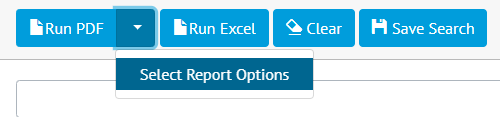 Run PDF Run Excel Clear Save Search
Select Report Options